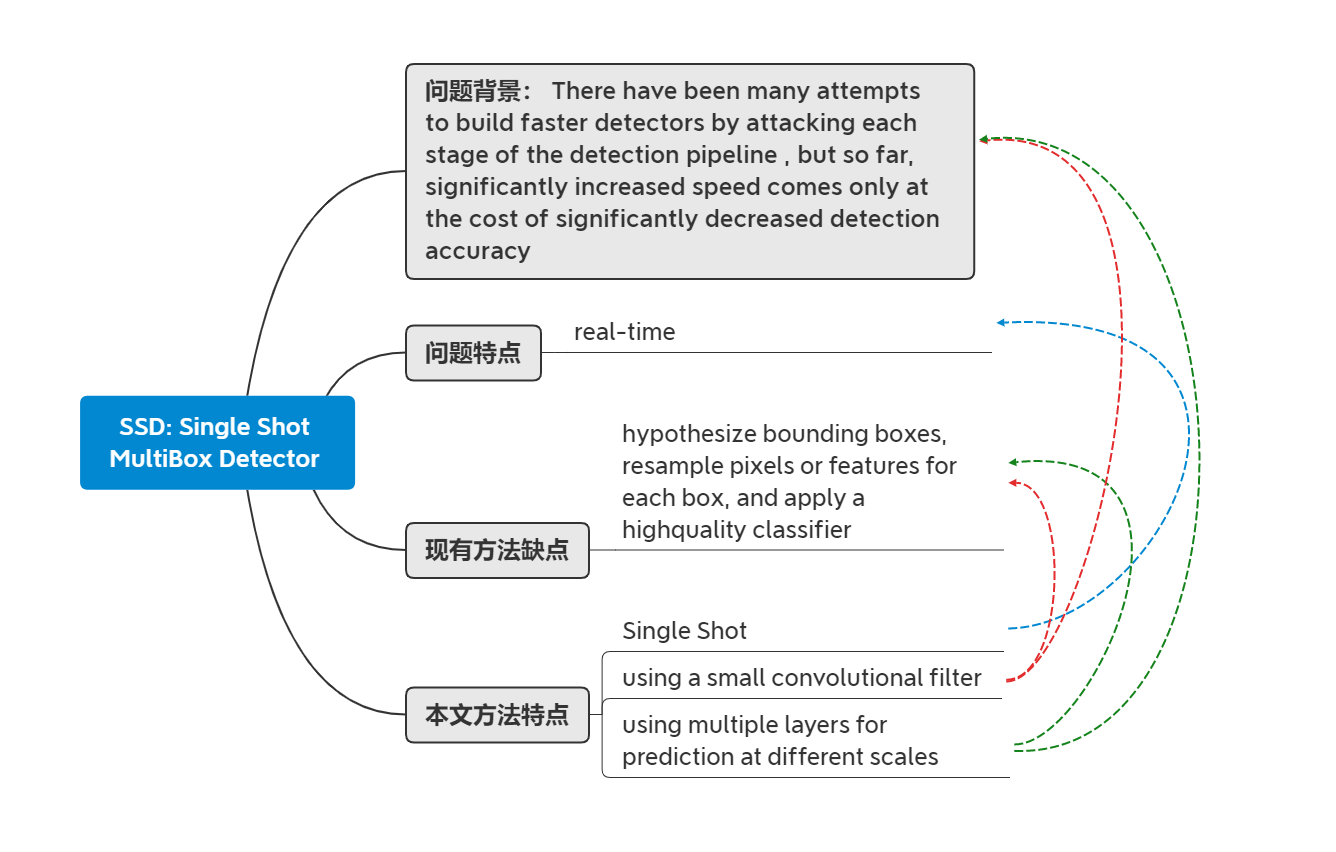 问题背景： There have been many attempts
to build faster detectors by attacking each
stage of the detection pipeline , but so far,
significantly increased speed comes only at
the cost of significantly decreased detection
accuracy
问题特点
real-time
SSD: Single Shot
MultiBox Detector
现有方法缺点
hypothesize bounding boxes,
resample pixels or features for
each box, and apply a
highquality classifier
本文方法特点
Single Shot
using a small convolutional filter
using multiple layers for
prediction at different scales